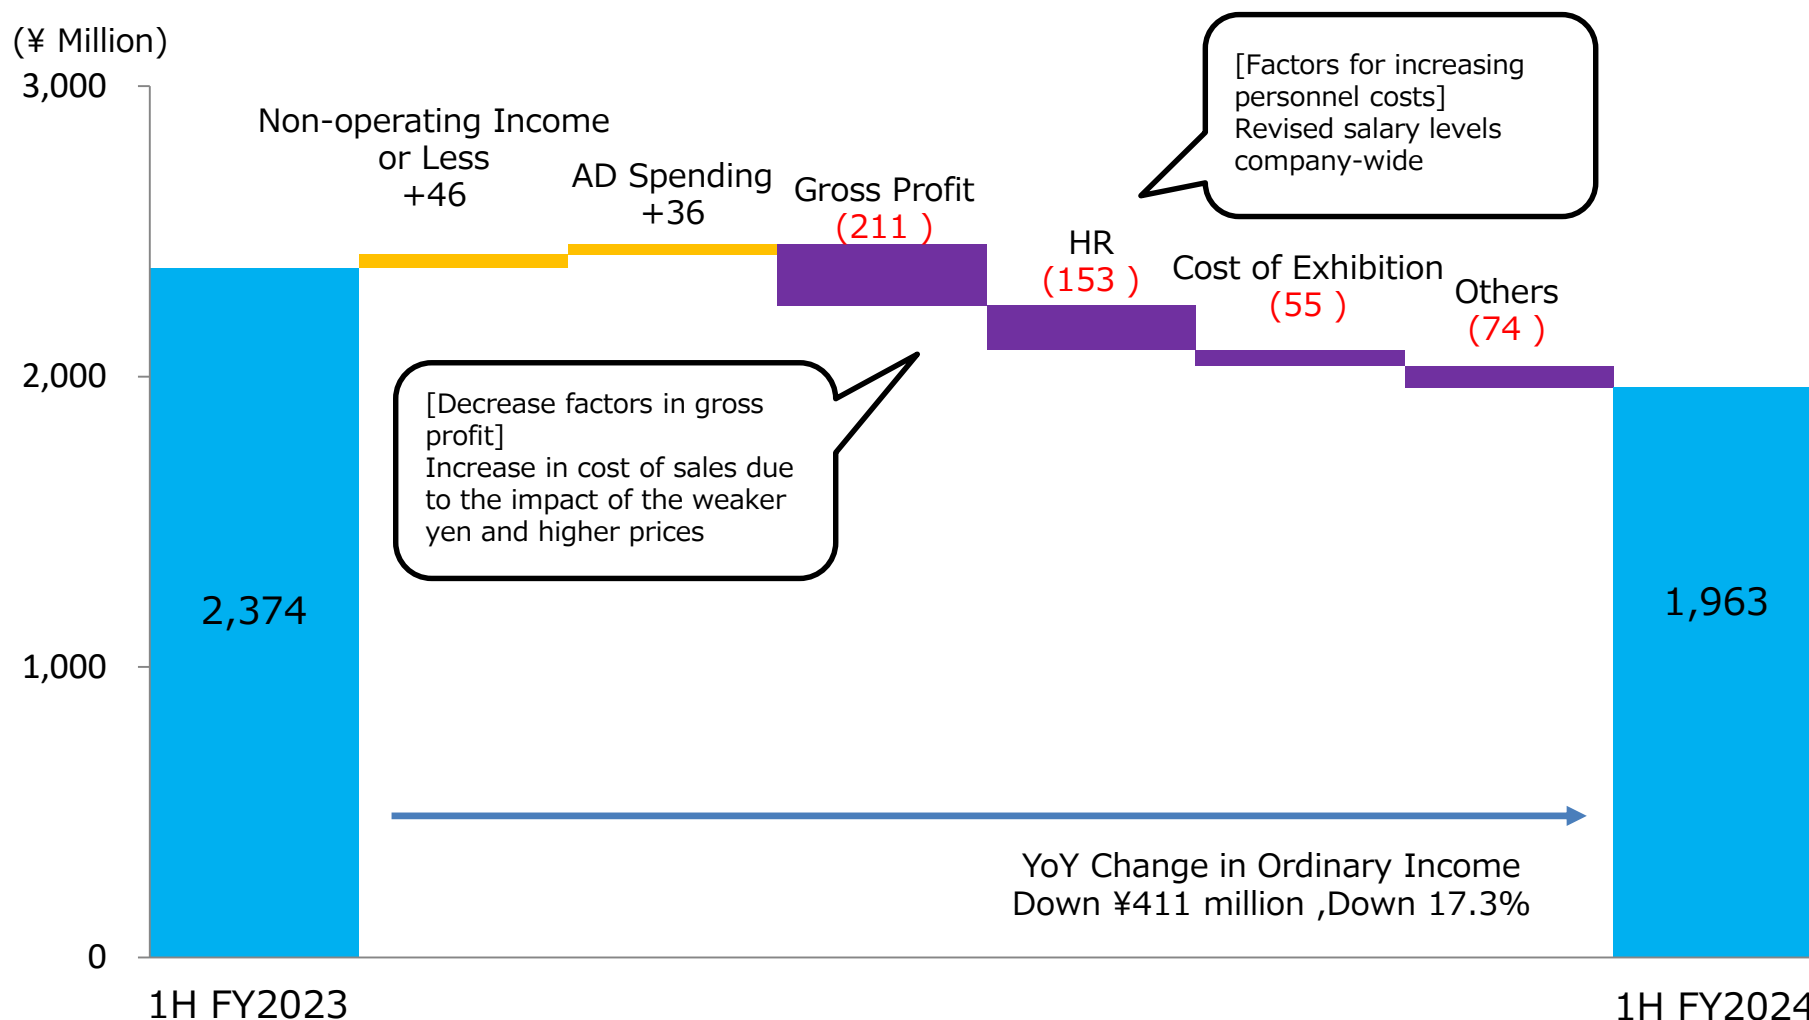 (¥ Million)
3,000
2,000
1,000
0
Non-operating Income
or Less
+46
AD Spending
+36
Gross Profit
(211 )
HR
(153 )
Cost of Exhibition
(55 )
Others
(74 )
[Factors for increasing
personnel costs]
Revised salary levels
company-wide
[Decrease factors in gross
profit]
Increase in cost of sales due
to the impact of the weaker
yen and higher prices
2,374
1,963
YoY Change in Ordinary Income
Down ¥411 million ,Down 17.3%
1H FY2023
1H FY2024